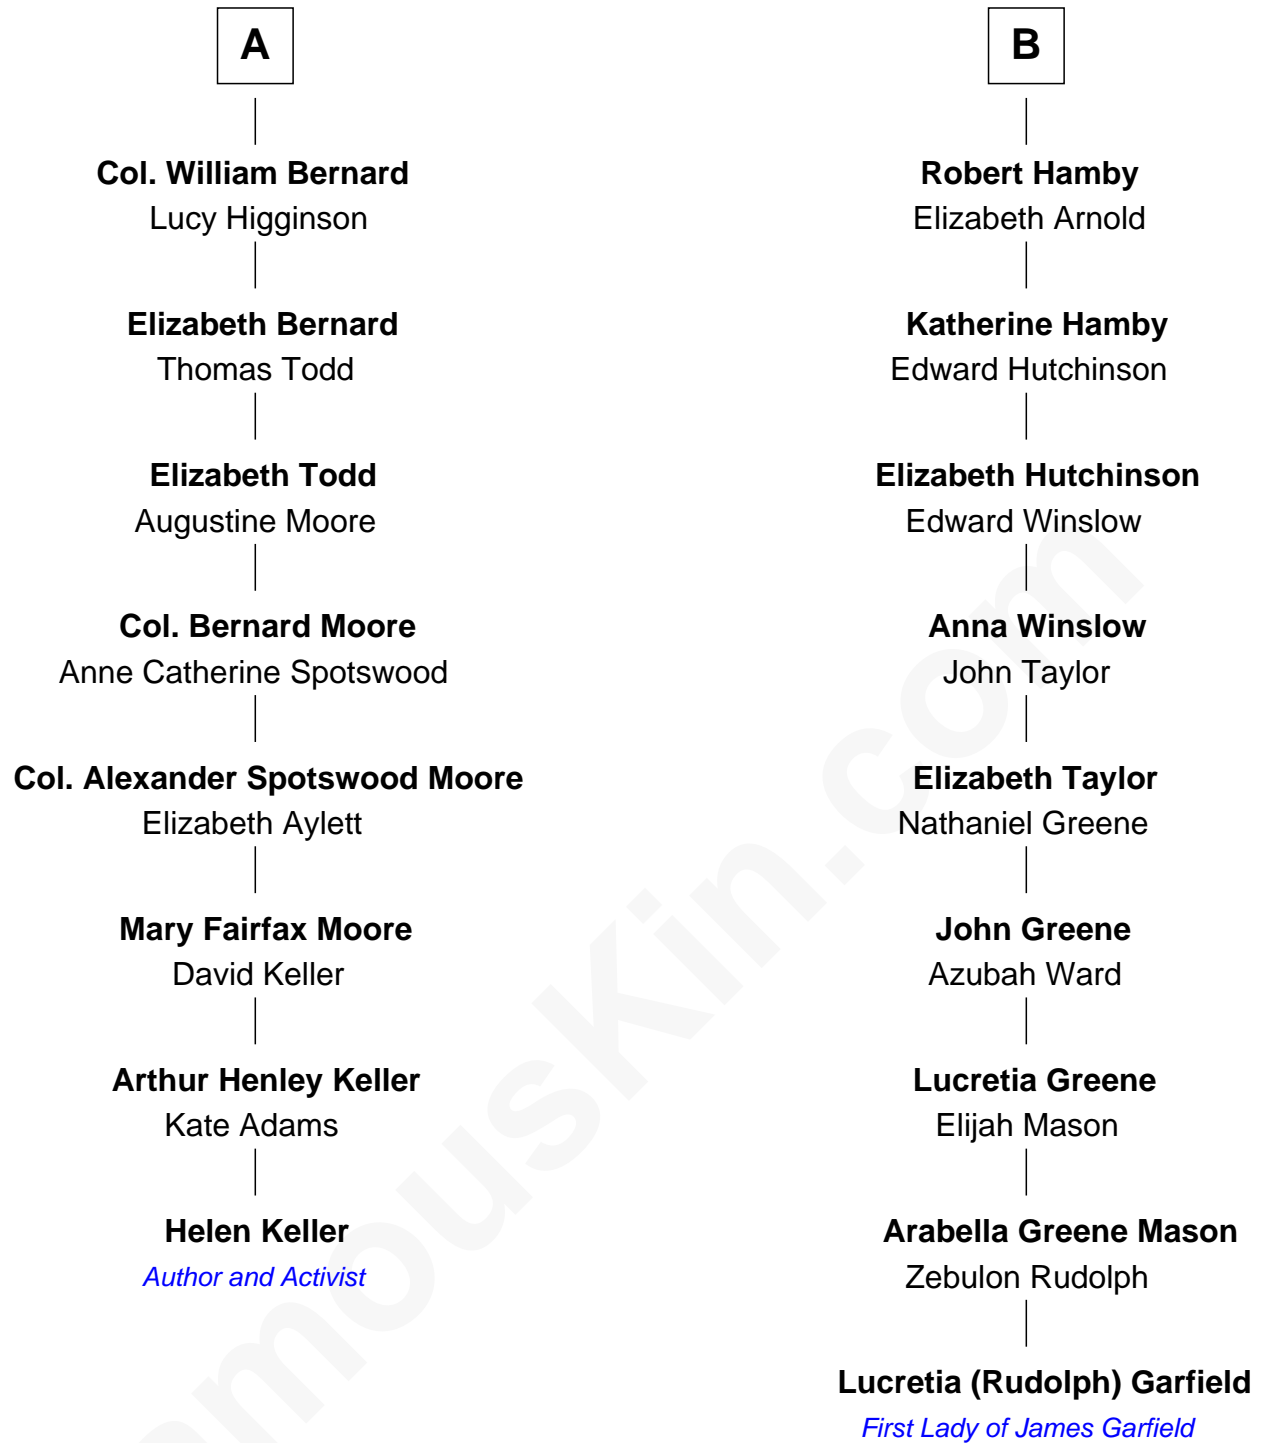 A
Col. William Bernard
Lucy Higginson
Elizabeth Bernard
Thomas Todd
Elizabeth Todd
Augustine Moore
Col. Bernard Moore
Anne Catherine Spotswood
Col. Alexander Spotswood Moore
Elizabeth Aylett
Mary Fairfax Moore
David Keller
Arthur Henley Keller
Kate Adams
Helen Keller
Author and Activist
B
Robert Hamby
Elizabeth Arnold
Katherine Hamby
Edward Hutchinson
Elizabeth Hutchinson
Edward Winslow
Anna Winslow
John Taylor
Elizabeth Taylor
Nathaniel Greene
John Greene
Azubah Ward
Lucretia Greene
Elijah Mason
Arabella Greene Mason
Zebulon Rudolph
Lucretia (Rudolph) Garfield
First Lady of James Garfield
amousKin.com